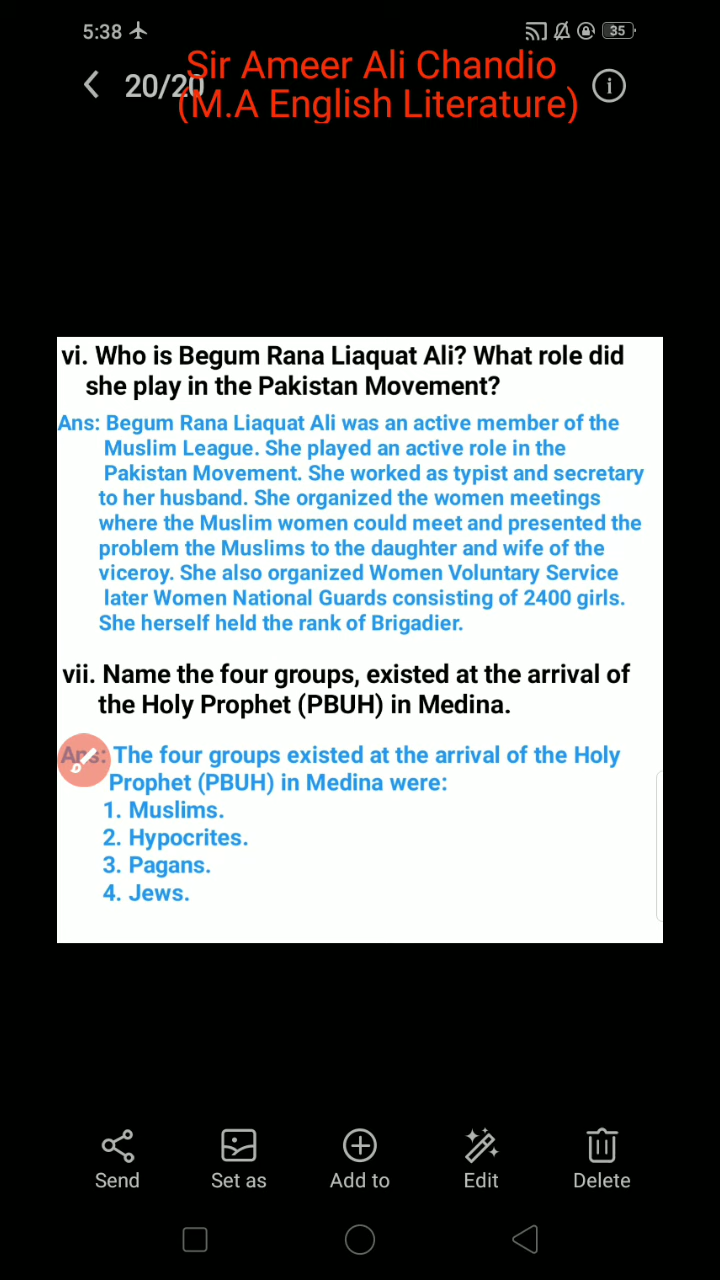 5:38
35
Sir Ameer Ali Chandio
20/20
(M.A English Literature)
vi. Who is Begum Rana Liaquat Ali? What role did
she play in the Pakistan Movement?
Ans: Begum Rana Liaquat Ali was an active member of the
Muslim League. She played an active role in the
Pakistan Movement. She worked as typist and secretary
to her husband. She organized the women meetings
where the Muslim women could meet and presented the
problem the Muslims to the daughter and wife of the
viceroy. She also organized Women Voluntary Service
later Women National Guards consisting of 2400 girls.
She herself held the rank of Brigadier.
vii. Name the four groups, existed at the arrival of
the Holy Prophet (PBUH) in Medina.
Ans: The four groups existed at the arrival of the Holy
Prophet (PBUH) in Medina were:
1. Muslims.
2. Hypocrites.
3. Pagans.
4. Jews.
Send Set as Add to Edit Delete